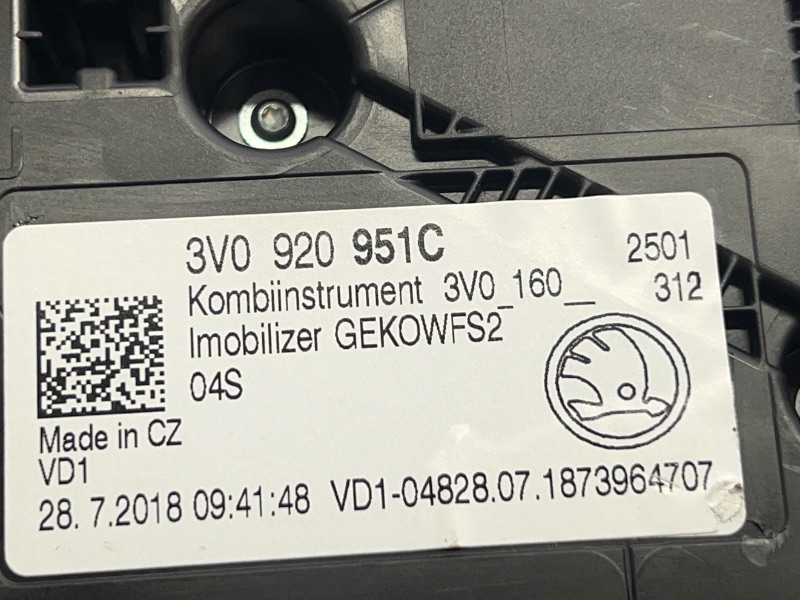 3V0 920 951C 2501
Kombiinstrument 3V0_160__ 312
Imobilizer GEKOWFS2
04S
Made in CZ
VD1
28. 7.2018 09:41:48 VD1-04828.07.1873964707